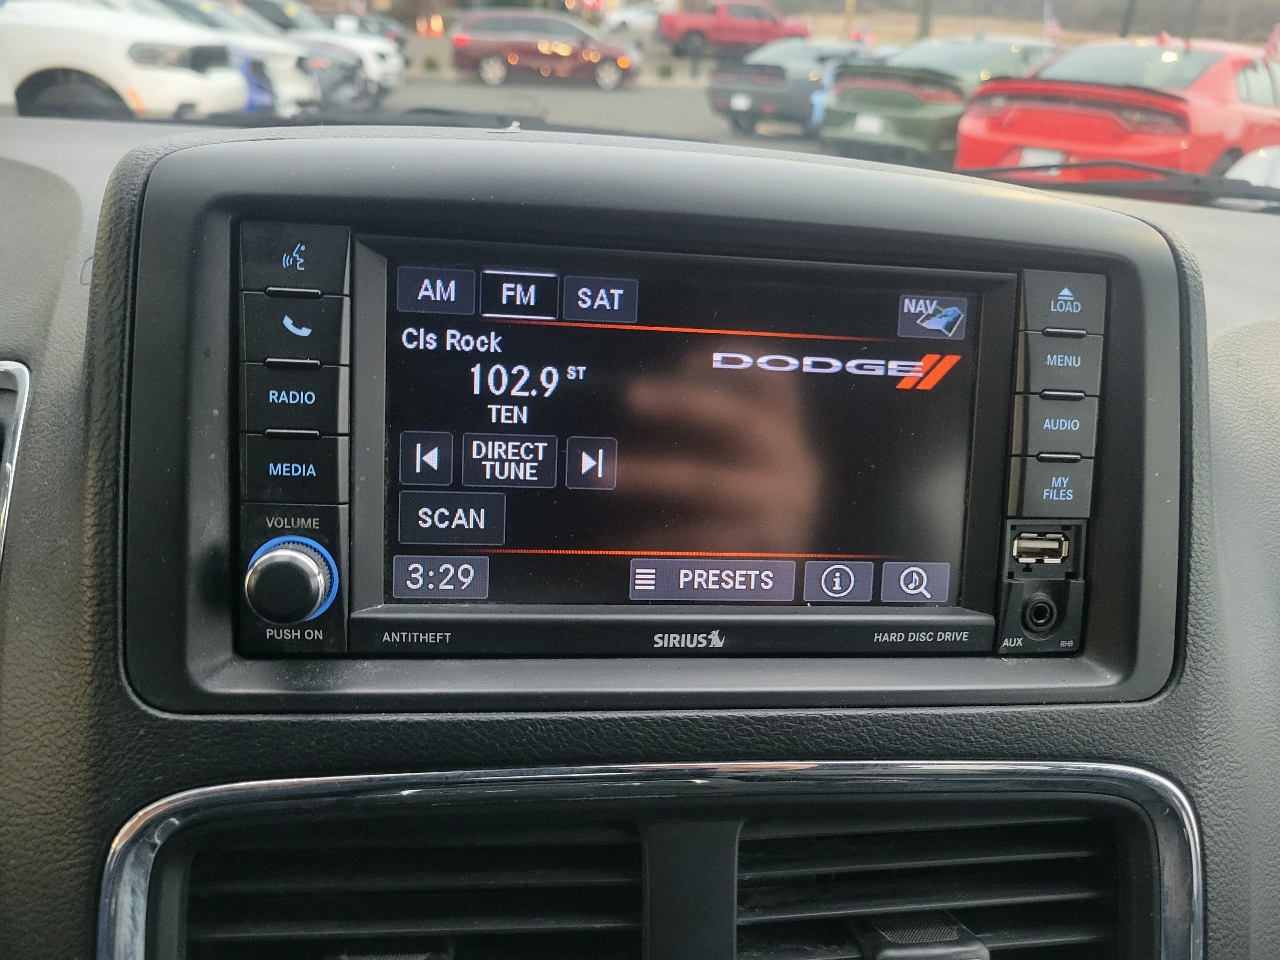 AM FM SAT
NAV
Cls Rock
DODGE
102.9 ST
TEN
DIRECT
TUNE
SCAN
3:29
PRESETS
i
RADIO
MEDIA
VOLUME
PUSH ON
LOAD
MENU
AUDIO
MY
FILES
AUX
RHB
ANTITHEFT
SIRIUS
HARD DISC DRIVE